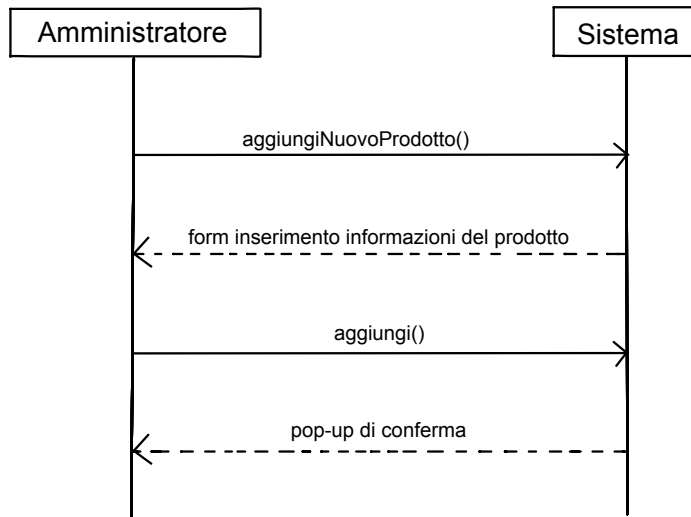 Amministratore
Sistema
aggiungiNuovoProdotto()
form inserimento informazioni del prodotto
aggiungi()
pop-up di conferma